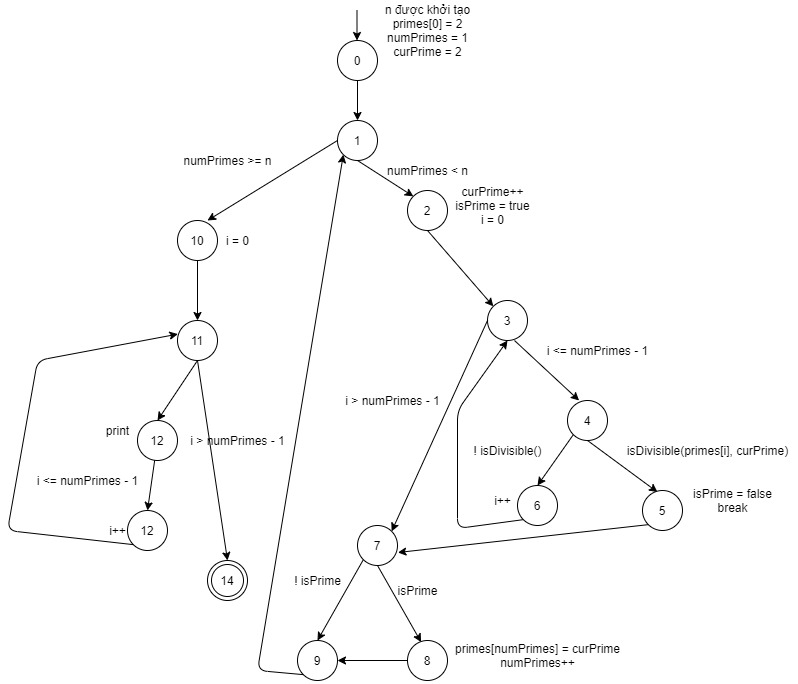 n được khởi tạo
primes[0] = 2
numPrimes = 1
curPrime = 2
0
1
numPrimes >= n
numPrimes < n
curPrime++
isPrime = true
i = 0
2
10
i = 0
3
11
i <= numPrimes - 1
i > numPrimes - 1
4
print
12
i > numPrimes - 1
! isDivisible()
isDivisible(primes[i], curPrime)
i <= numPrimes - 1
isPrime = false
break
i++
6
5
i++
12
7
14
! isPrime
isPrime
9
8
primes[numPrimes] = curPrime
numPrimes++